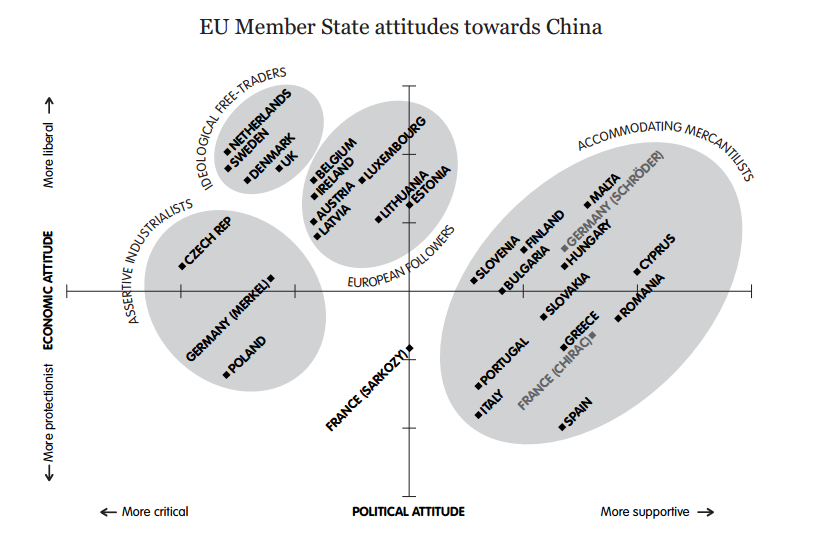 EU Member State attitudes towards China
IDEOLOGICAL FREE-TRADERS
NETHERLANDS
SWEDEN
DENMARK
UK
BELGIUM
IRELAND
LUXEMBOURG
AUSTRIA
LATVIA
LITHUANIA
ESTONIA
EUROPEAN FOLLOWERS
ACCOMMODATING MERCANTILISTS
MALTA
GERMANY (SCHRÖDER)
FINLAND
SLOVENIA
BULGARIA
HUNGARY
CYPRUS
SLOVAKIA
ROMANIA
GREECE
FRANCE (CHIRAC)
PORTUGAL
ITALY
SPAIN
ASSERTIVE INDUSTRIALISTS
CZECH REP
GERMANY (MERKEL)
POLAND
FRANCE (SARKOZY)
More protectionist ECONOMIC ATTITUDE More liberal
More critical POLITICAL ATTITUDE More supportive